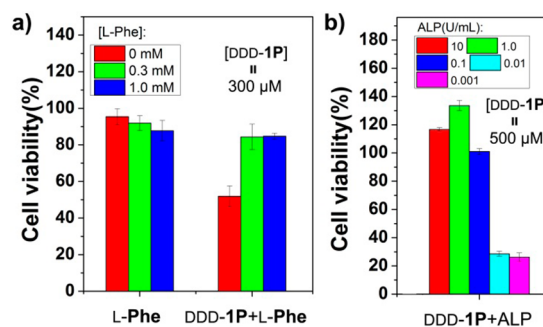 a)
[L-Phe]:
0 mM
0.3 mM
1.0 mM
[DDD-1P]
=
300 µM
Cell viability(%)
140
120
100
80
60
40
20
0
L-Phe
DDD-1P+L-Phe
b)
ALP(U/mL):
10
1.0
0.1
0.01
0.001
[DDD-1P]
=
500 µM
Cell viability(%)
200
180
160
140
120
100
80
60
40
20
0
DDD-1P+ALP